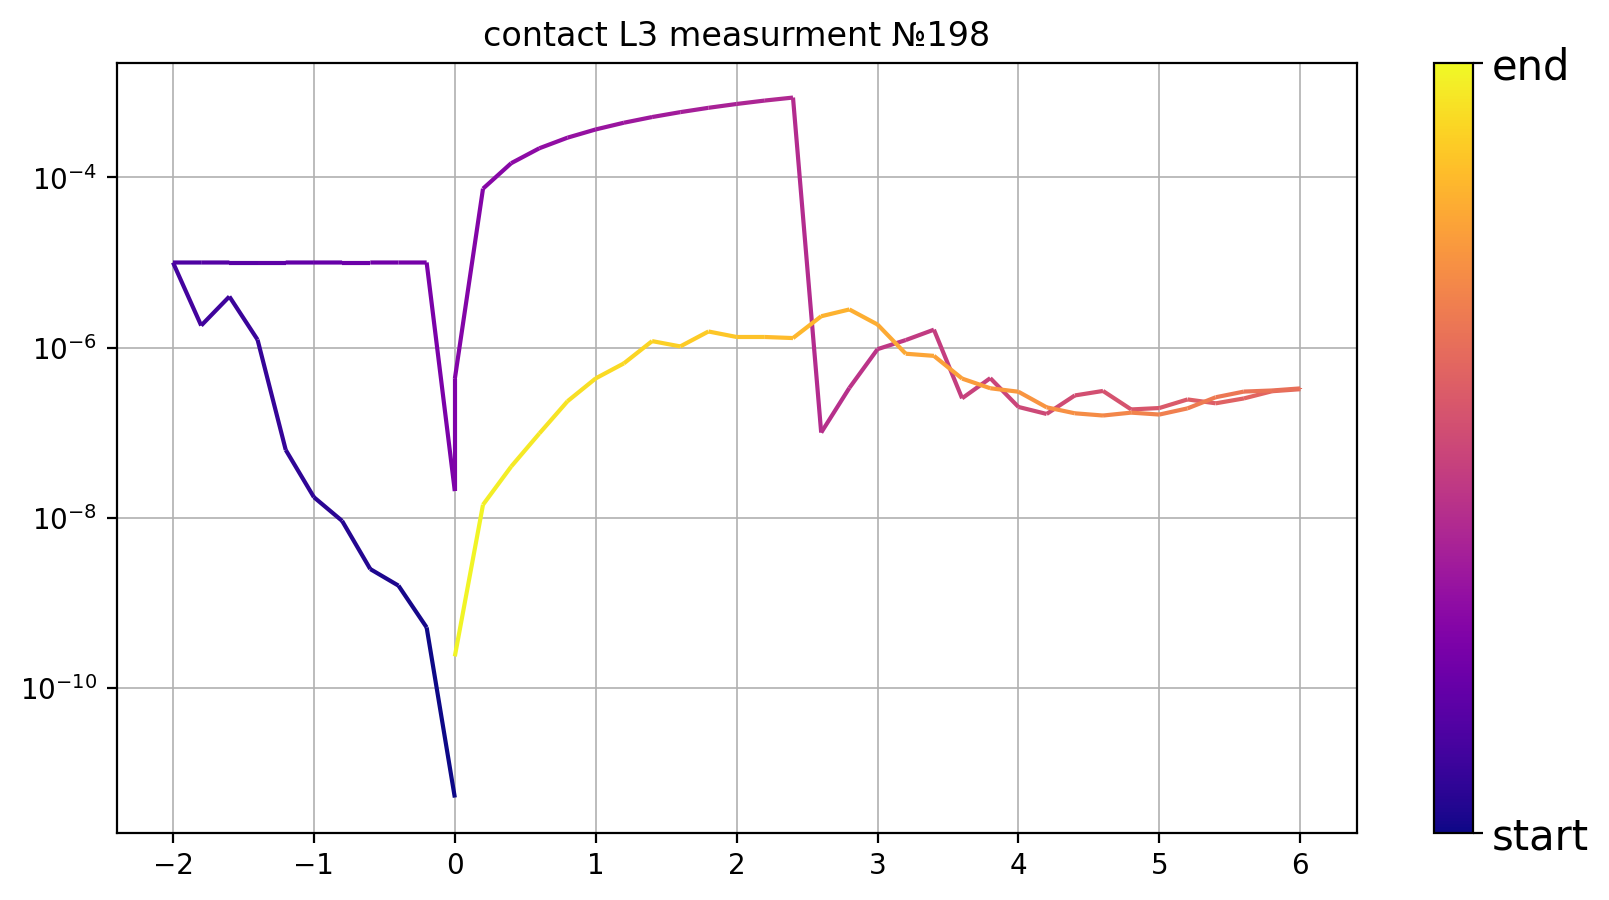 contact L3 measurment №198
10⁻⁴
10⁻⁶
10⁻⁸
10⁻¹⁰
−2 −1 0 1 2 3 4 5 6
end
start